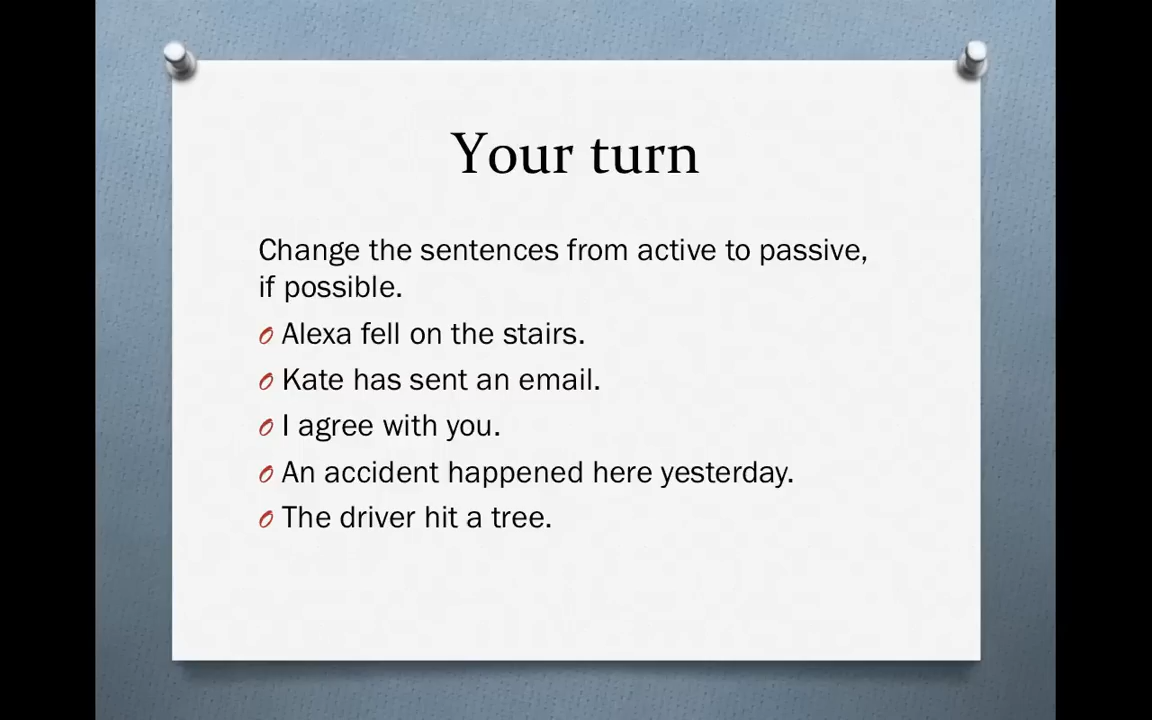 Your turn
Change the sentences from active to passive,
if possible.
Alexa fell on the stairs.
Kate has sent an email.
I agree with you.
An accident happened here yesterday.
The driver hit a tree.